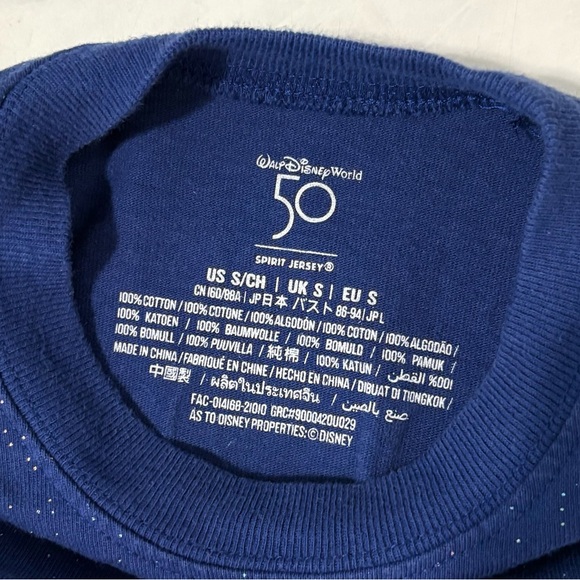 WALT DISNEY World
50
SPIRIT JERSEY®
US S/CH | UK S | EU S
CN 160/88A | JP日本 バスト 86-94 | JP L
100% COTTON / 100% COTONE / 100% ALGODÓN / 100% COTON / 100% ALGODÃO /
100% KATOEN / 100% BAUMWOLLE / 100% BOMULD / 100% PAMUK /
100% BOMULL / 100% PUUVILLA / 純棉 / 100% KATUN / 100% القطن
MADE IN CHINA / FABRIQUÉ EN CHINE / HECHO EN CHINA / DIBUAT DI TIONGKOK /
中國製 / ผลิตในประเทศจีน / صنع بالصين
FAC-014168-21010 GRC#900042OU029
AS TO DISNEY PROPERTIES: © DISNEY